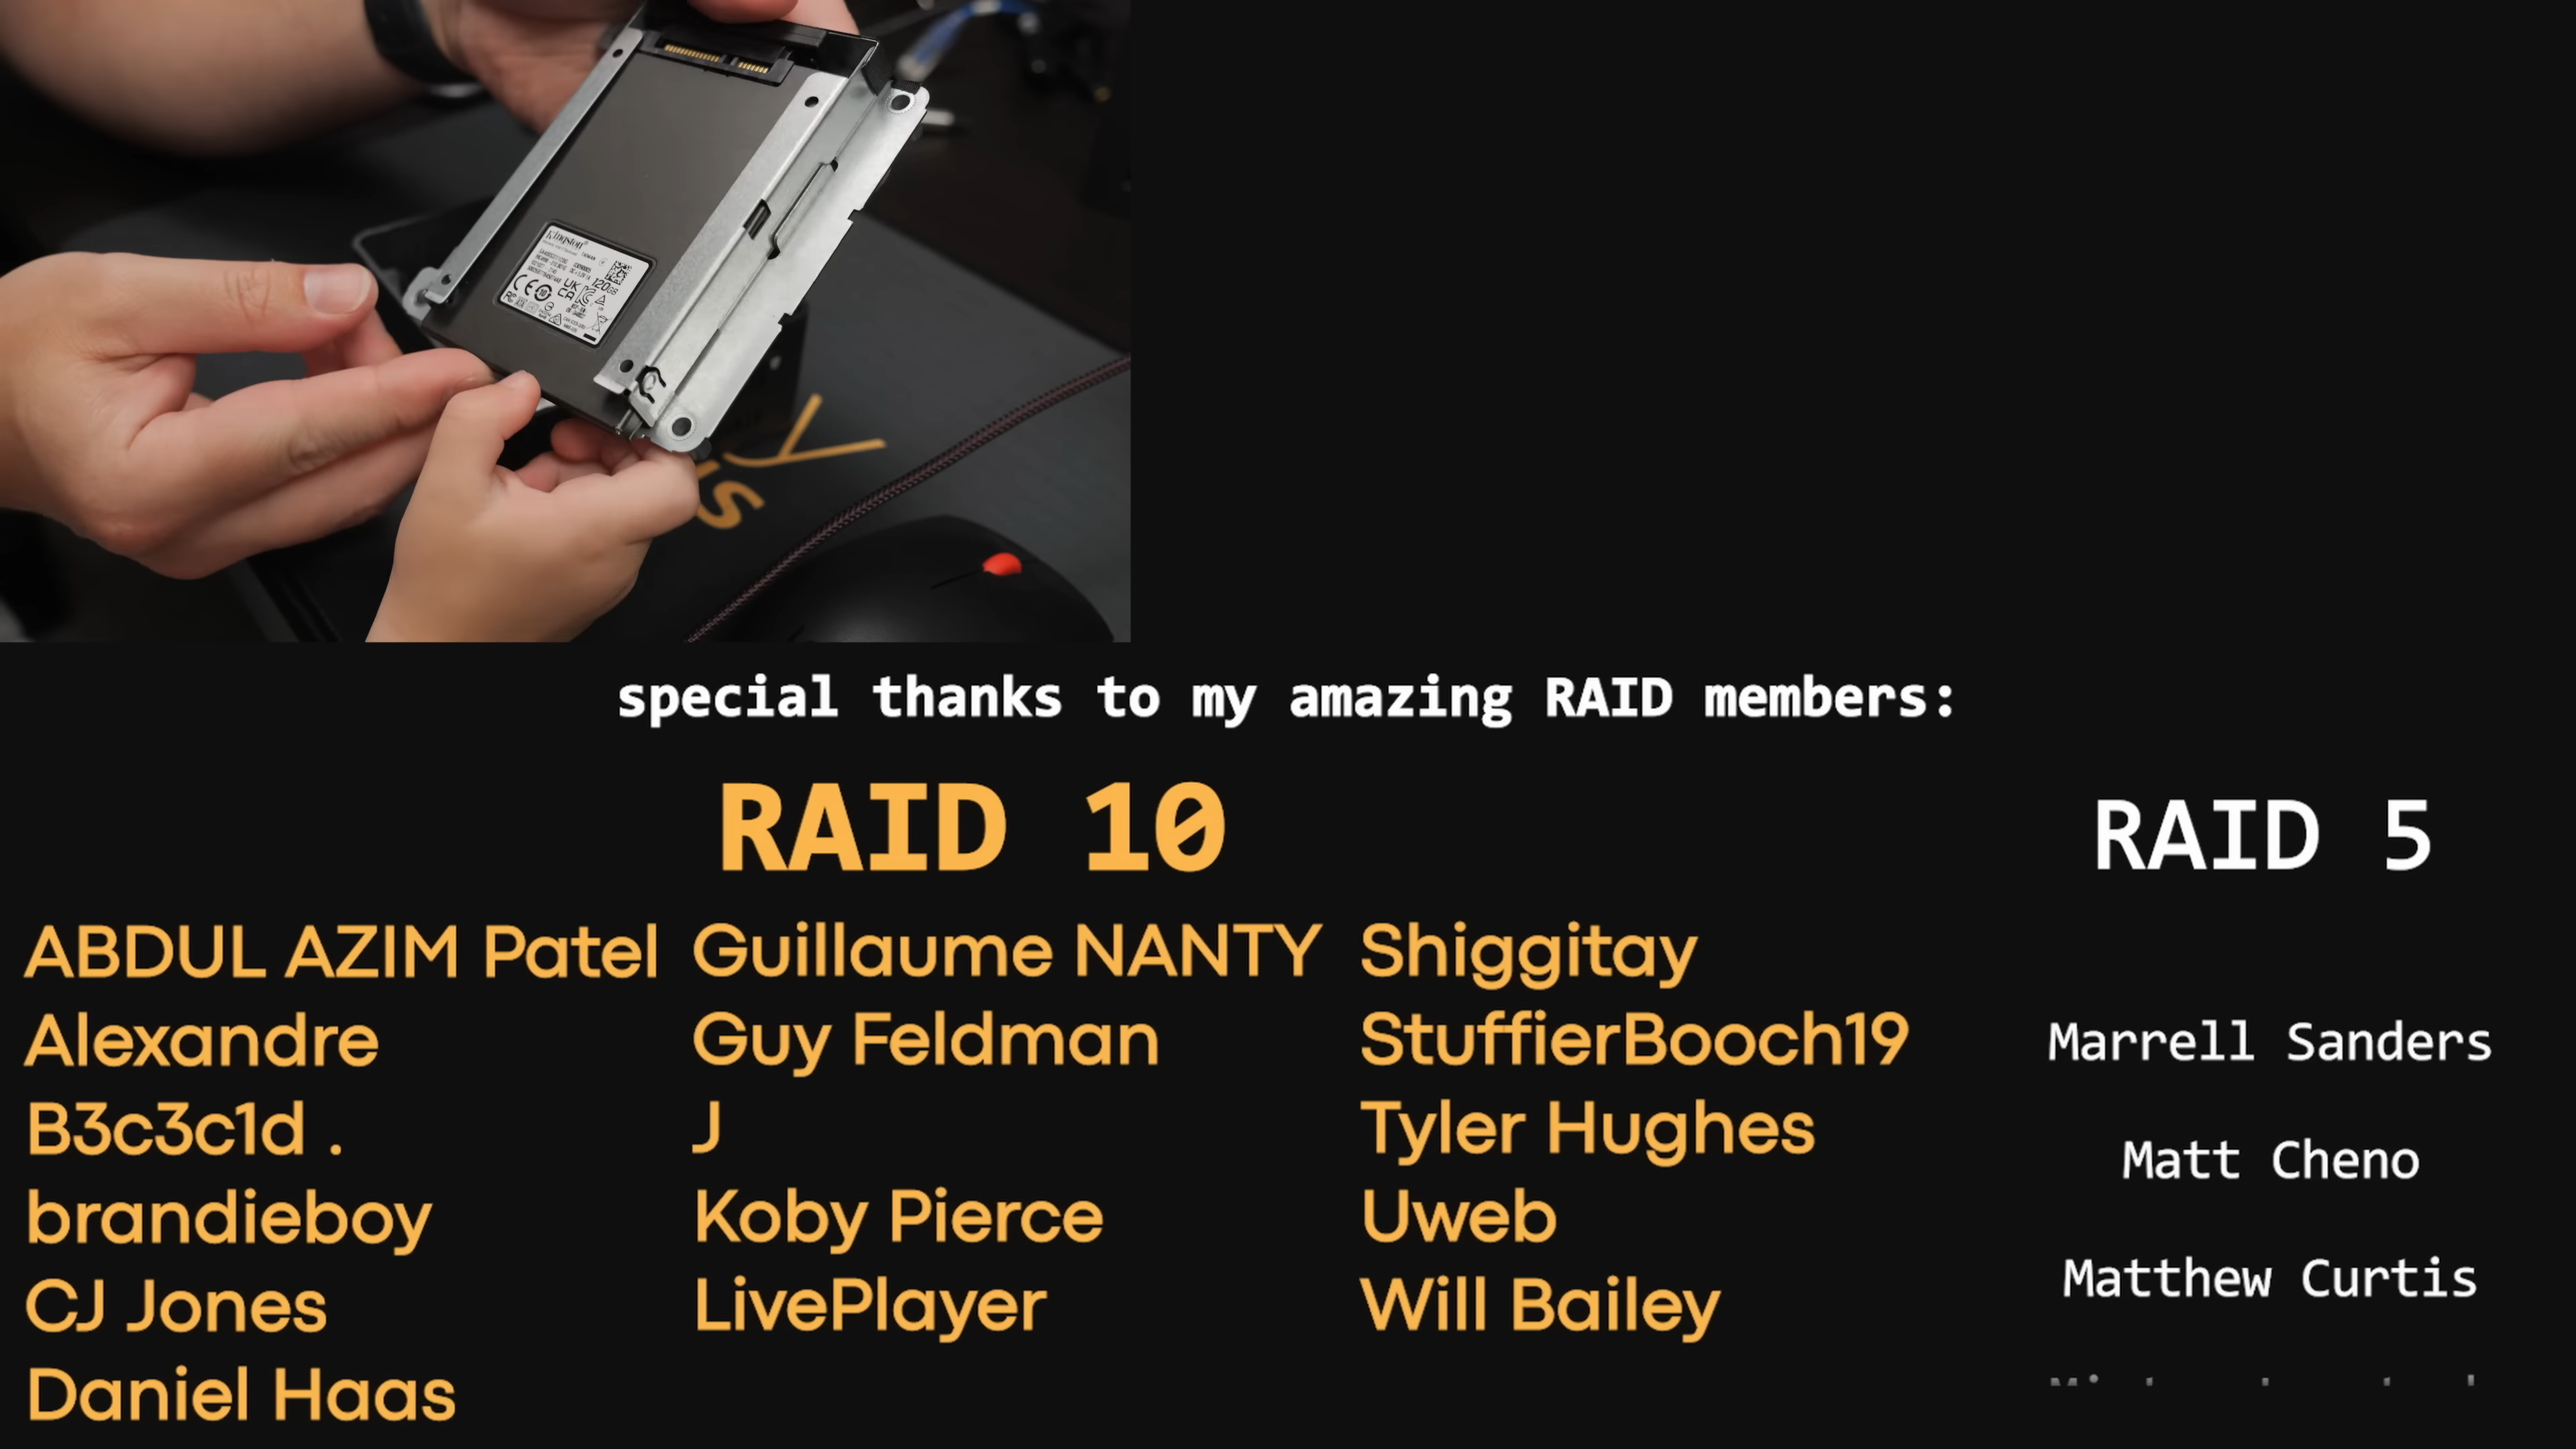 Kingston
120GB
y
special thanks to my amazing RAID members:
RAID 10
ABDUL AZIM Patel
Alexandre
B3c3c1d .
brandieboy
CJ Jones
Daniel Haas
Guillaume NANTY
Guy Feldman
J
Koby Pierce
LivePlayer
Shiggitay
StuffierBooch19
Tyler Hughes
Uweb
Will Bailey
RAID 5
Marrell Sanders
Matt Cheno
Matthew Curtis